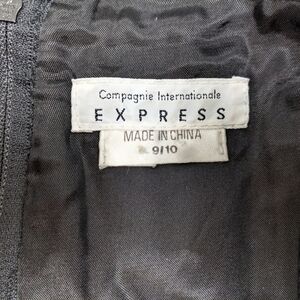 Compagnie Internationale
EXPRESS
MADE IN CHINA
9/10